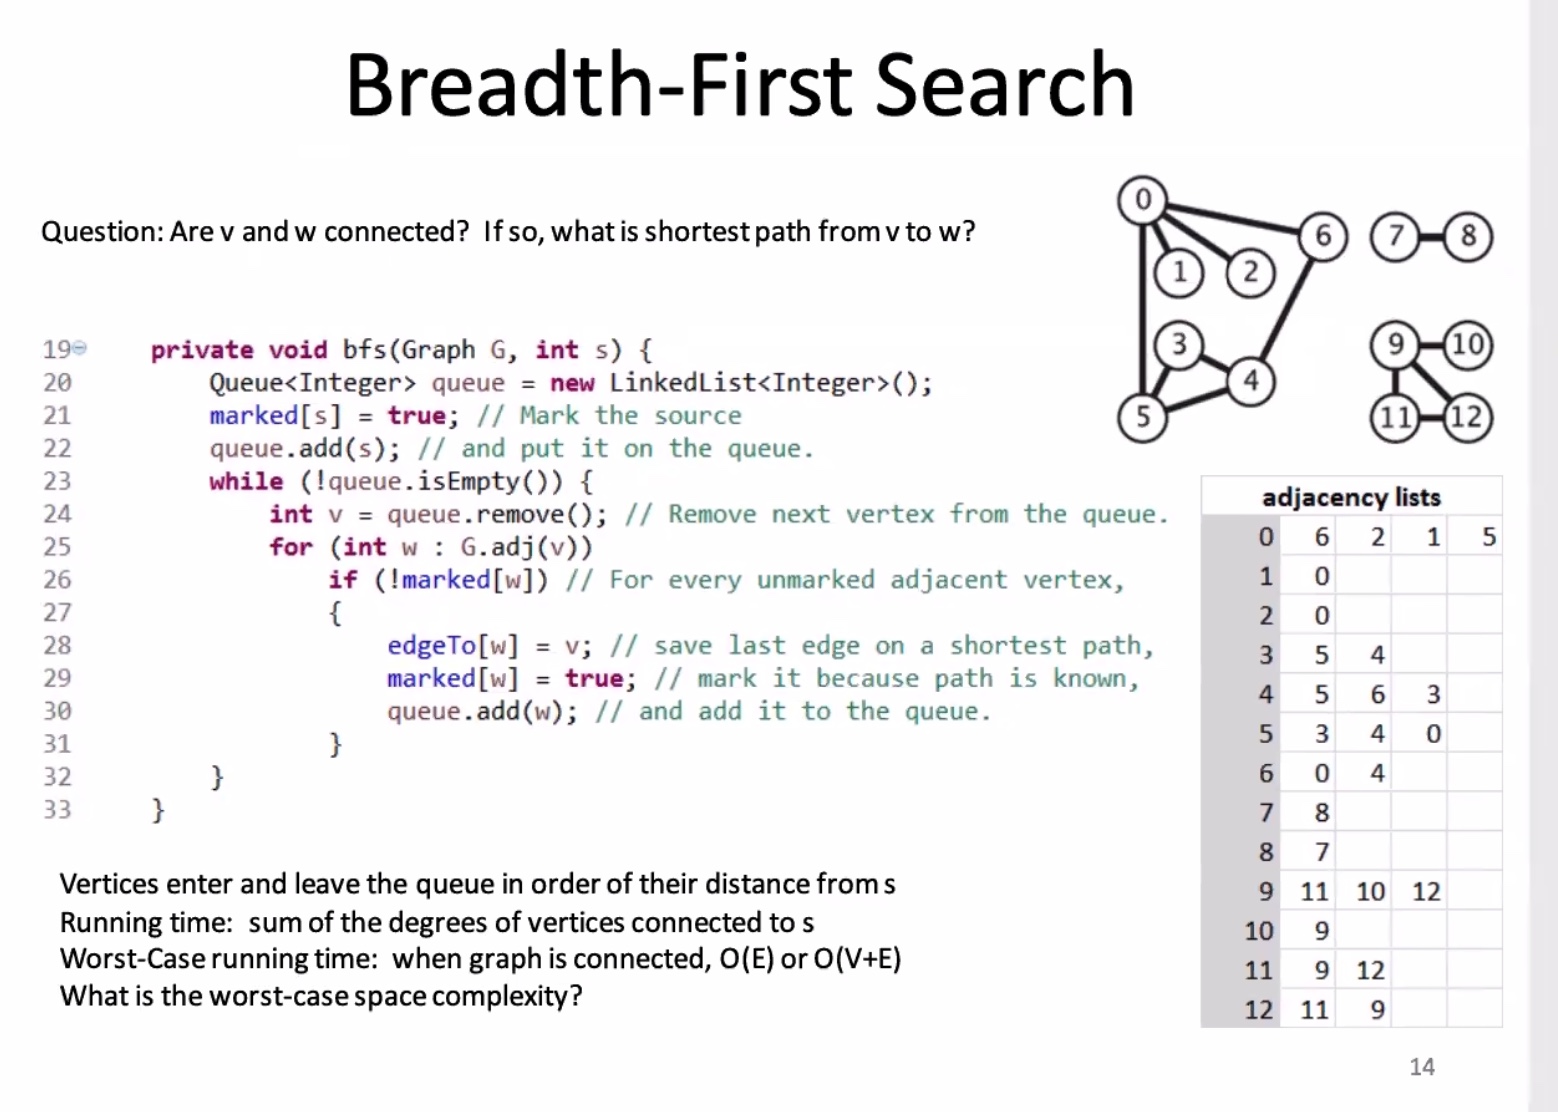 Breadth-First Search
Question: Are v and w connected? If so, what is shortest path from v to w?
0
6
7
8
1
2
3
9
10
4
5
11
12
19 private void bfs(Graph G, int s) {
20 Queue<Integer> queue = new LinkedList<Integer>();
21 marked[s] = true; // Mark the source
22 queue.add(s); // and put it on the queue.
23 while (!queue.isEmpty()) {
24 int v = queue.remove(); // Remove next vertex from the queue.
25 for (int w : G.adj(v))
26 if (!marked[w]) // For every unmarked adjacent vertex,
27 {
28 edgeTo[w] = v; // save last edge on a shortest path,
29 marked[w] = true; // mark it because path is known,
30 queue.add(w); // and add it to the queue.
31 }
32 }
33 }
adjacency lists
0 6 2 1 5
1 0
2 0
3 5 4
4 5 6 3
5 3 4 0
6 0 4
7 8
8 7
9 11 10 12
10 9
11 9 12
12 11 9
Vertices enter and leave the queue in order of their distance from s
Running time: sum of the degrees of vertices connected to s
Worst-Case running time: when graph is connected, O(E) or O(V+E)
What is the worst-case space complexity?
14